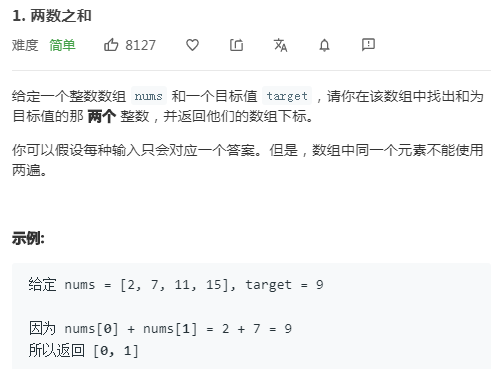 1. 两数之和
难度 简单 8127
给定一个整数数组 nums 和一个目标值 target，请你在该数组中找出和为
目标值的那 两个 整数，并返回他们的数组下标。
你可以假设每种输入只会对应一个答案。但是，数组中同一个元素不能使用
两遍。
示例:
给定 nums = [2, 7, 11, 15], target = 9
因为 nums[0] + nums[1] = 2 + 7 = 9
所以返回 [0, 1]